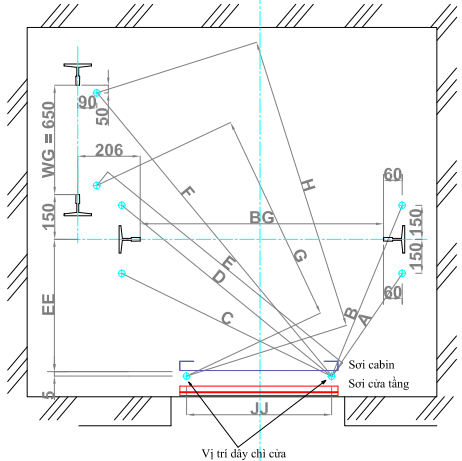 90
50
WG = 650
206
60
H
F
BG
150
150
G
E
D
150
EE
60
B
A
C
Sơi cabin
Sơi cửa tầng
5
JJ
Vị trí dây chì cửa